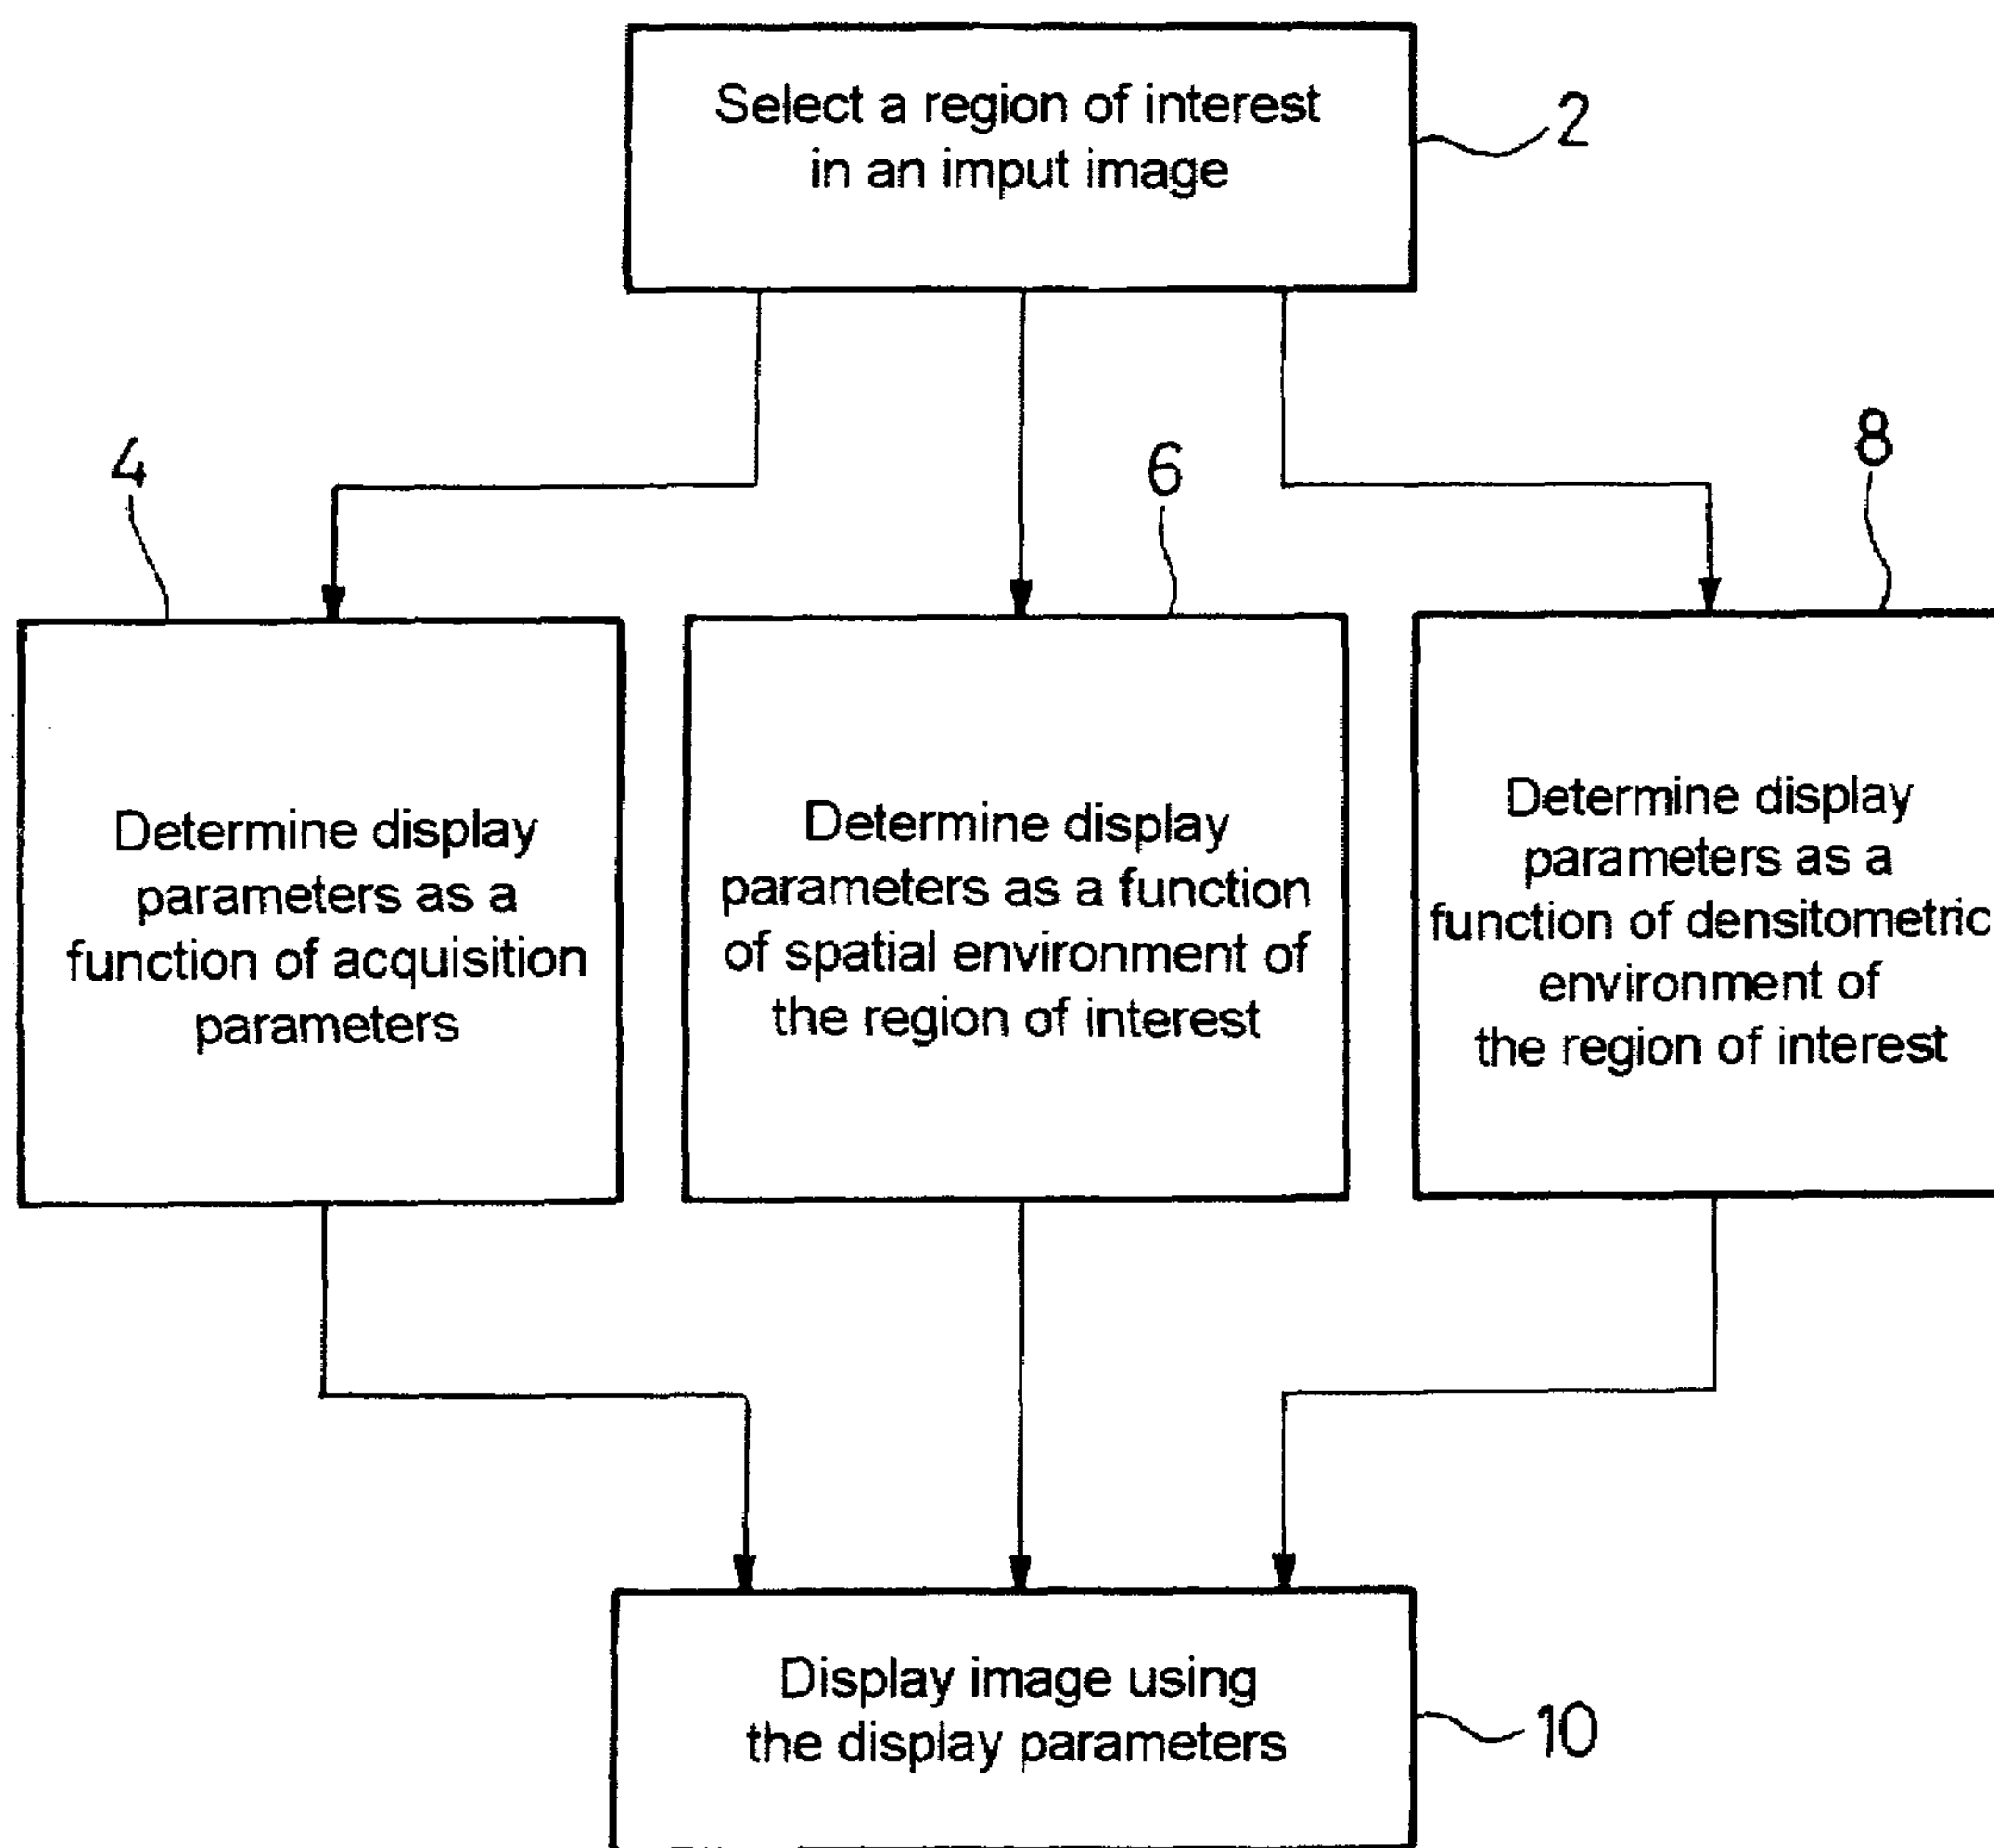 Select a region of interest
in an imput image
2
4
6
8
Determine display
parameters as a
function of acquisition
parameters
Determine display
parameters as a function
of spatial environment of
the region of interest
Determine display
parameters as a
function of densitometric
environment of
the region of interest
Display image using
the display parameters
10